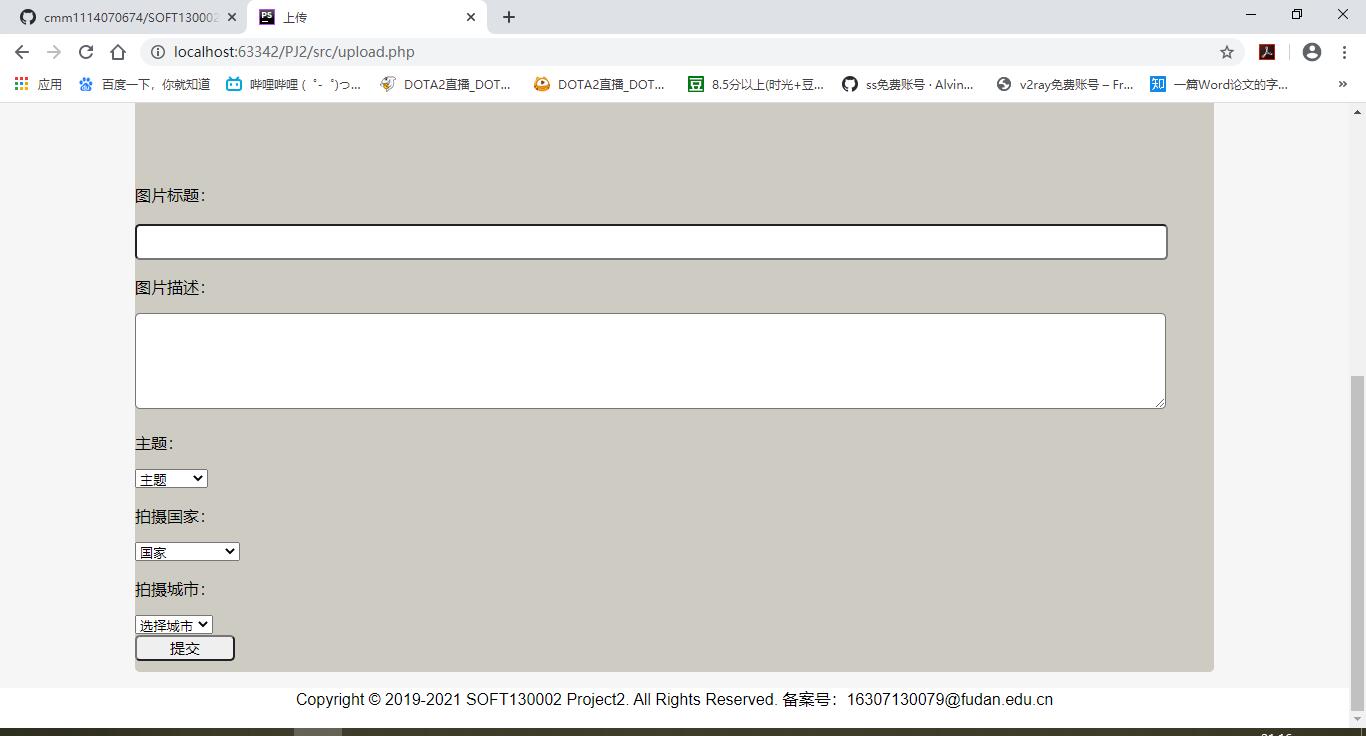 cmm1114070674/SOFT130002
上传
localhost:63342/PJ2/src/upload.php
应用 百度一下，你就知道 哔哩哔哩 (゜-゜)つ... DOTA2直播_DOT... DOTA2直播_DOT... 8.5分以上(时光+豆... ss免费账号 · Alvin... v2ray免费账号 – Fr... 一篇Word论文的字... »
图片标题：
图片描述：
主题：
主题
拍摄国家：
国家
拍摄城市：
选择城市
提交
Copyright © 2019-2021 SOFT130002 Project2. All Rights Reserved. 备案号：16307130079@fudan.edu.cn